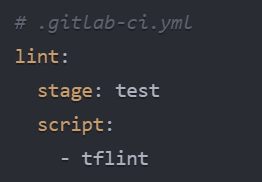 # .gitlab-ci.yml
lint:
  stage: test
  script:
    - tflint